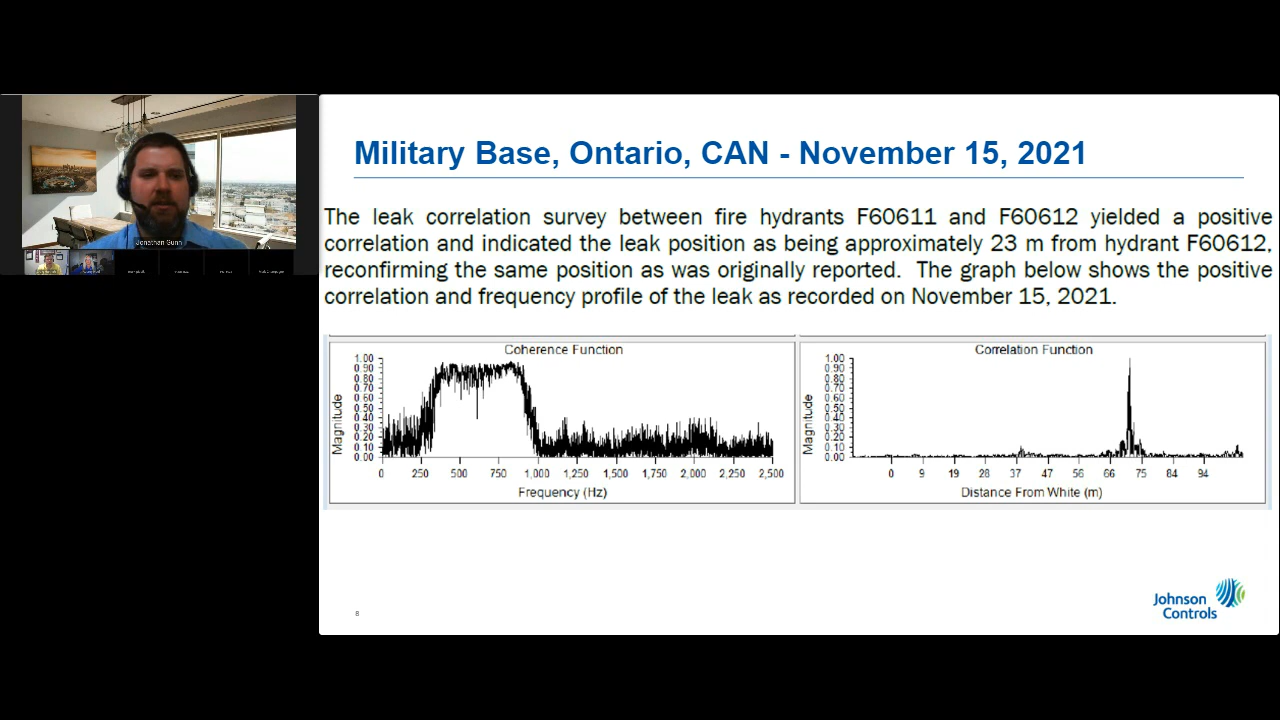 Military Base, Ontario, CAN - November 15, 2021
The leak correlation survey between fire hydrants F60611 and F60612 yielded a positive
correlation and indicated the leak position as being approximately 23 m from hydrant F60612,
reconfirming the same position as was originally reported. The graph below shows the positive
correlation and frequency profile of the leak as recorded on November 15, 2021.
Jonathan Gunn
Coherence Function
Magnitude
1.00
0.90
0.80
0.70
0.60
0.50
0.40
0.30
0.20
0.10
0.00
0 250 500 750 1,000 1,250 1,500 1,750 2,000 2,250 2,500
Frequency (Hz)
Correlation Function
Magnitude
1.00
0.90
0.80
0.70
0.60
0.50
0.40
0.30
0.20
0.10
0.00
0 9 19 28 37 47 56 66 75 84 94
Distance From White (m)
8
Johnson
Controls